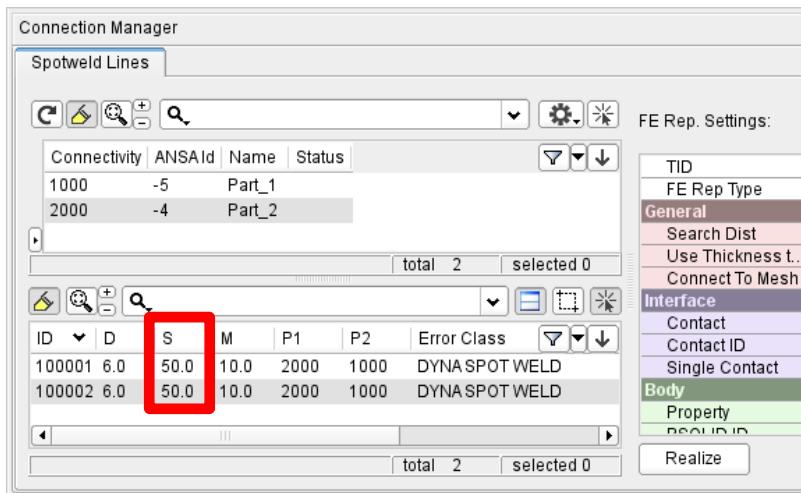 Connection Manager
Spotweld Lines
FE Rep. Settings:
Connectivity ANSA Id Name Status
1000 -5 Part_1
2000 -4 Part_2
total 2 selected 0
ID D S M P1 P2 Error Class
100001 6.0 50.0 10.0 2000 1000 DYNA SPOT WELD
100002 6.0 50.0 10.0 2000 1000 DYNA SPOT WELD
total 2 selected 0
TID
FE Rep Type
General
Search Dist
Use Thickness t..
Connect To Mesh
Interface
Contact
Contact ID
Single Contact
Body
Property
PSOLID ID
Realize